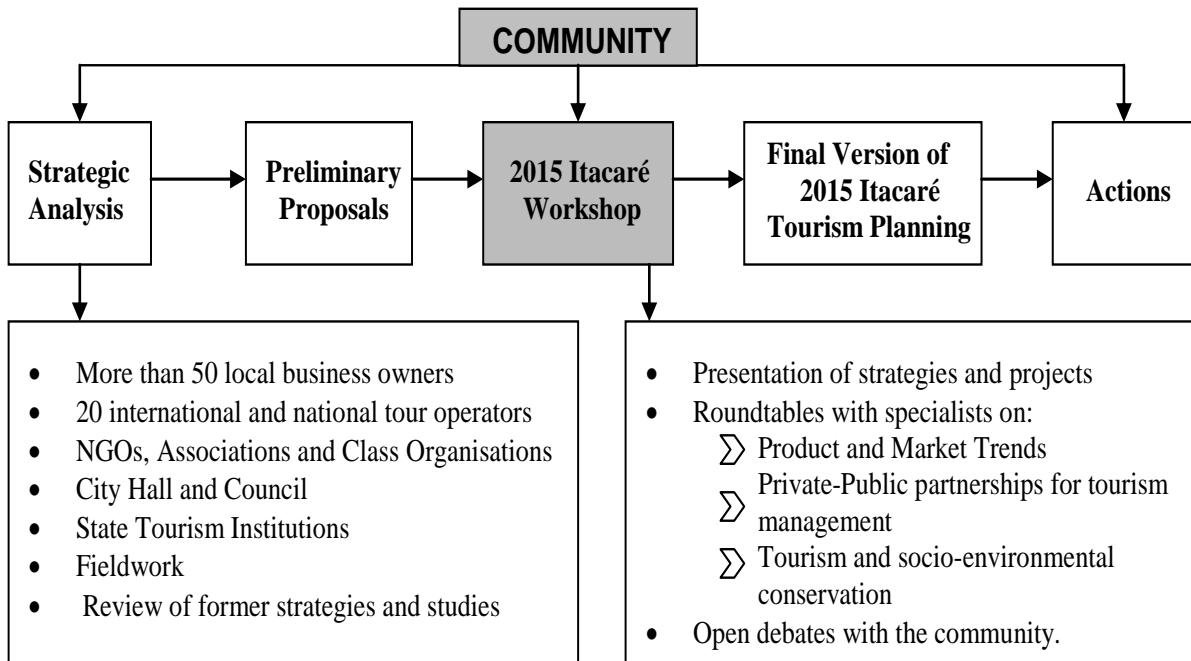 COMMUNITY
Strategic
Analysis
Preliminary
Proposals
2015 Itacaré
Workshop
Final Version of
2015 Itacaré
Tourism Planning
Actions
• More than 50 local business owners
• 20 international and national tour operators
• NGOs, Associations and Class Organisations
• City Hall and Council
• State Tourism Institutions
• Fieldwork
• Review of former strategies and studies
• Presentation of strategies and projects
• Roundtables with specialists on:
Product and Market Trends
Private-Public partnerships for tourism
management
Tourism and socio-environmental
conservation
• Open debates with the community.